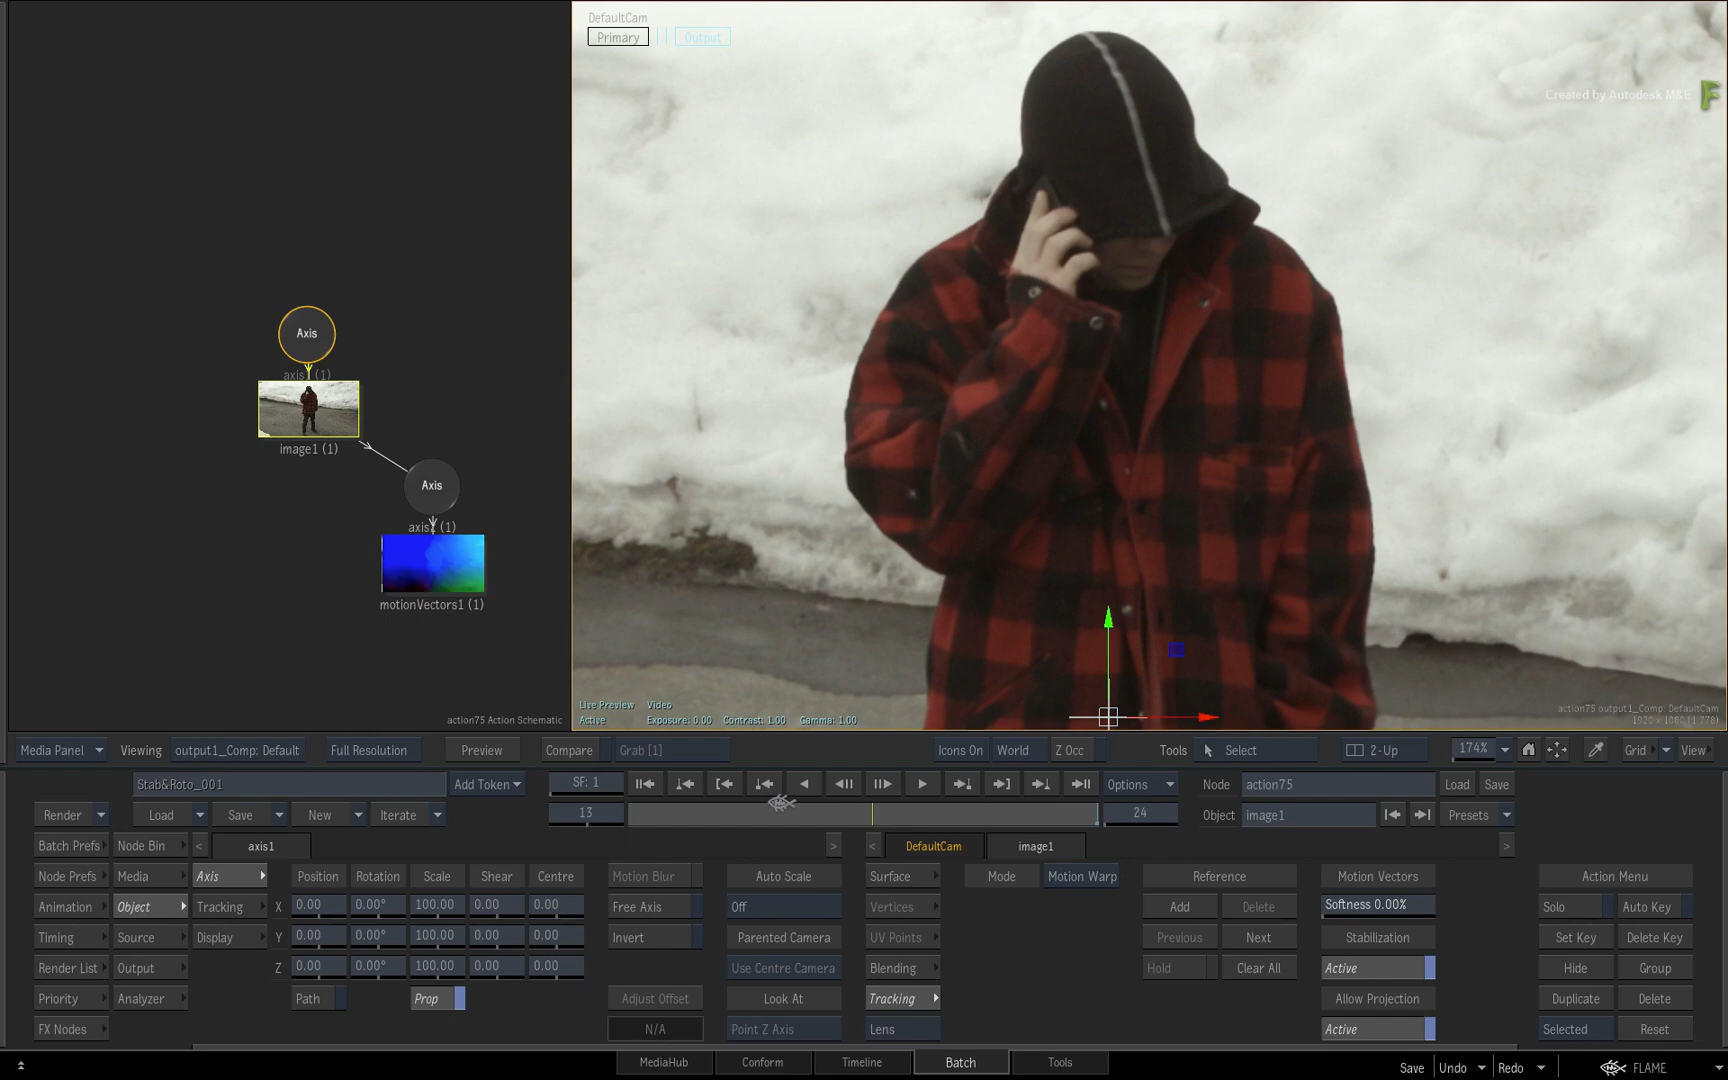 DefaultCam
Primary Output
Created by Autodesk M&E
Axis
axis1 (1)
image1 (1)
Axis
(1)
motionVectors1 (1)
action75 Action Schematic
Live Preview Video
Active Exposure: 0.00 Contrast: 1.00 Gamma: 1.00
action75 output1_Comp: DefaultCam
1920 x 1080 (1.778)
Media Panel Viewing output1_Comp: Default Full Resolution Preview Compare Grab [1] Icons On World Z Occ Tools Select 2-Up 174% Grid View
Stab&Roto_001 Add Token SF: 1 Options Node action75 Load Save
Render Load Save New Iterate 13 24 Object image1 Presets
Batch Prefs Node Bin < axis1 > < DefaultCam image1 >
Node Prefs Media Axis Position Rotation Scale Shear Centre Motion Blur Auto Scale Surface Mode Motion Warp Reference Motion Vectors Action Menu
Animation Object Tracking X 0.00 0.00° 100.00 0.00 0.00 Free Axis Off Vertices Add Delete Softness 0.00% Solo Auto Key
Timing Source Display Y 0.00 0.00° 100.00 0.00 0.00 Invert Parented Camera UV Points Previous Next Stabilization Set Key Delete Key
Render List Output Z 0.00 0.00° 100.00 0.00 0.00 Use Centre Camera Blending Hold Clear All Active Hide Group
Priority Analyzer Path Prop Adjust Offset Look At Tracking Allow Projection Duplicate Delete
FX Nodes N/A Point Z Axis Lens Active Selected Reset
MediaHub Conform Timeline Batch Tools Save Undo Redo FLAME